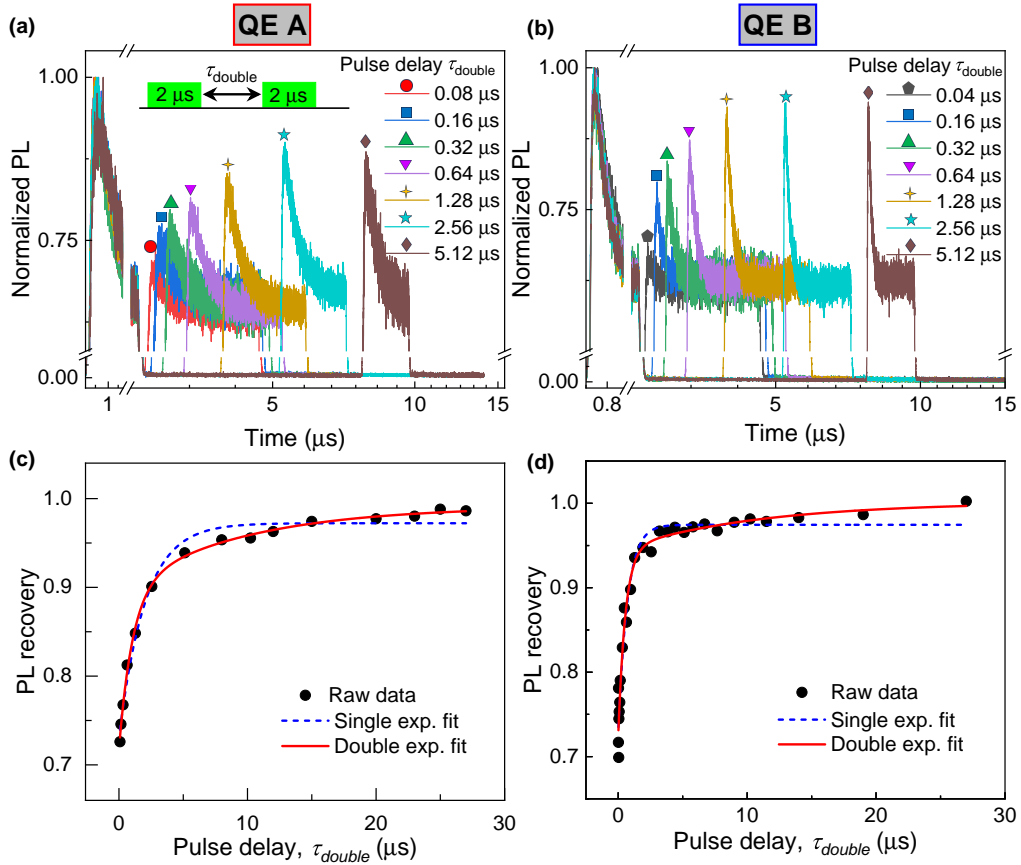 QE A
QE B
(a)
Pulse delay τdouble
0.08 μs
0.16 μs
0.32 μs
0.64 μs
1.28 μs
2.56 μs
5.12 μs
τdouble
2 μs
2 μs
Normalized PL
1.00
0.75
0.00
1
5
10
15
Time (μs)
(b)
Pulse delay τdouble
0.04 μs
0.16 μs
0.32 μs
0.64 μs
1.28 μs
2.56 μs
5.12 μs
Normalized PL
1.00
0.75
0.00
0.8
5
10
15
Time (μs)
(c)
PL recovery
1.0
0.9
0.8
0.7
Raw data
Single exp. fit
Double exp. fit
0
10
20
30
Pulse delay, τdouble (μs)
(d)
PL recovery
1.0
0.9
0.8
0.7
Raw data
Single exp. fit
Double exp. fit
0
10
20
30
Pulse delay, τdouble (μs)